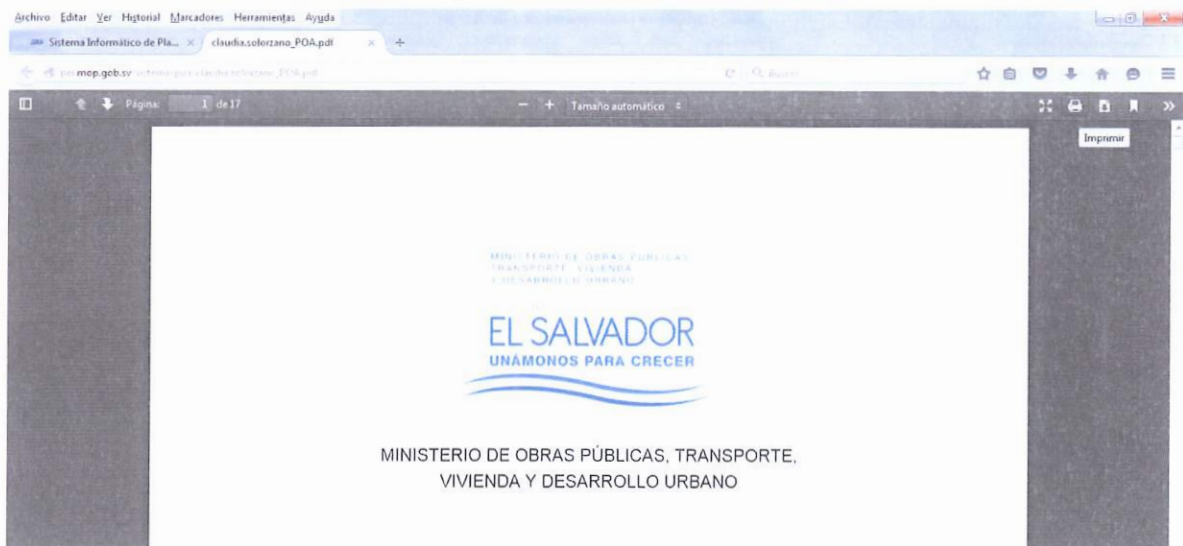 Archivo Editar Ver Historial Marcadores Herramientas Ayuda
Sistema Informático de Pla... × claudia.solorzano_POA.pdf × +
mop.gob.sv
Página: 1 de 17 − + Tamaño automático
Imprimir
MINISTERIO DE OBRAS PUBLICAS
TRANSPORTE, VIVIENDA
Y DESARROLLO URBANO
EL SALVADOR
UNÁMONOS PARA CRECER
MINISTERIO DE OBRAS PÚBLICAS, TRANSPORTE,
VIVIENDA Y DESARROLLO URBANO